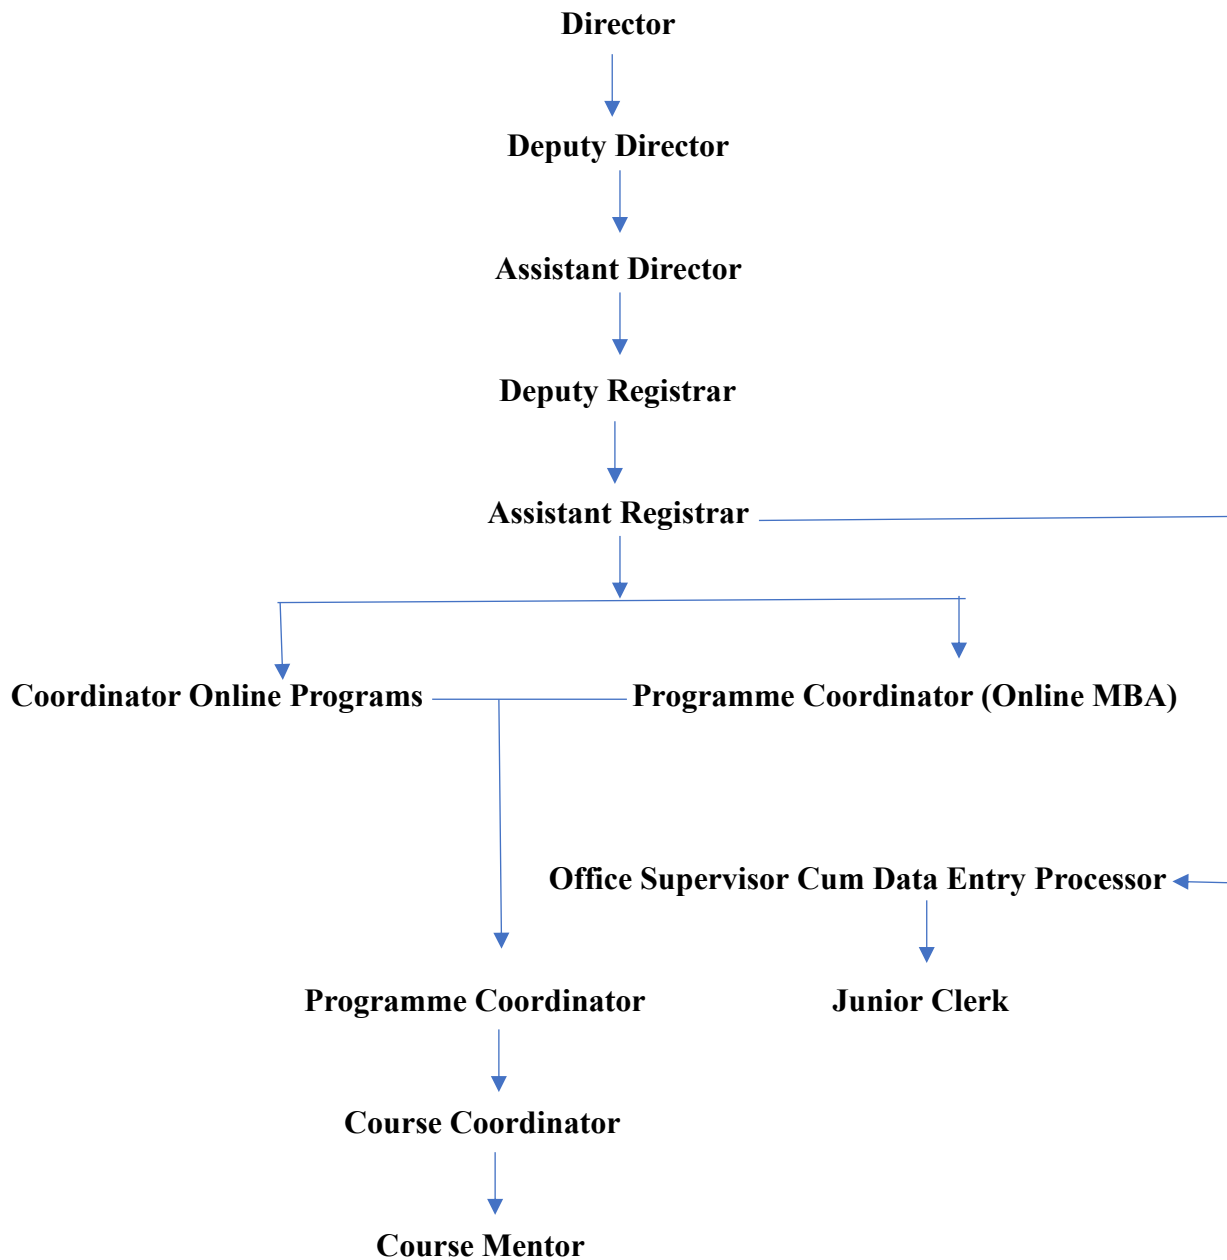 Director
Deputy Director
Assistant Director
Deputy Registrar
Assistant Registrar
Coordinator Online Programs
Programme Coordinator (Online MBA)
Office Supervisor Cum Data Entry Processor
Programme Coordinator
Junior Clerk
Course Coordinator
Course Mentor